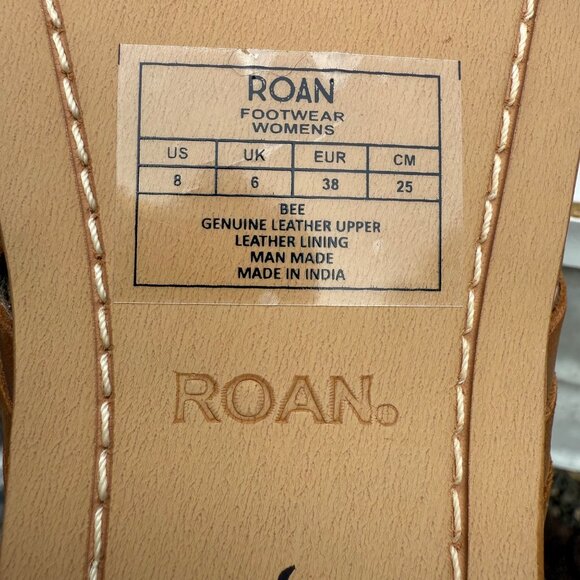 ROAN
FOOTWEAR
WOMENS
US UK EUR CM
8 6 38 25
BEE
GENUINE LEATHER UPPER
LEATHER LINING
MAN MADE
MADE IN INDIA
ROAN®